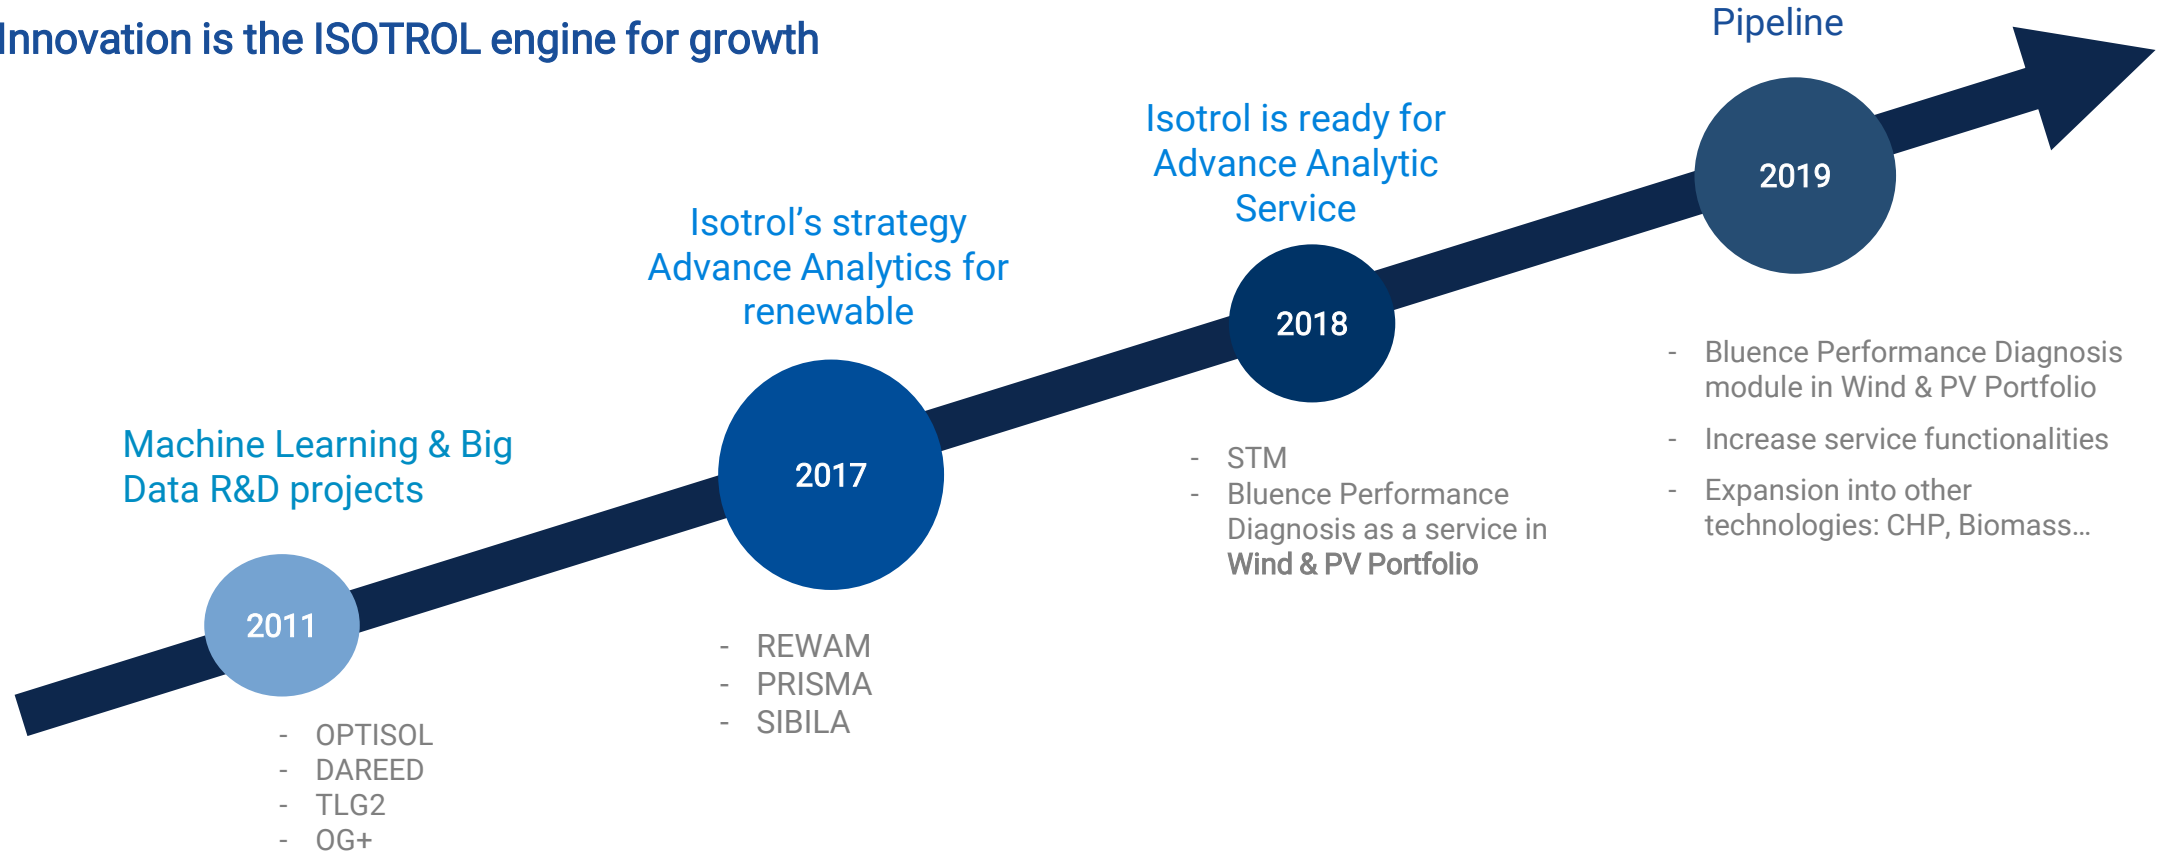 Innovation is the ISOTROL engine for growth
Machine Learning & Big
Data R&D projects
2011
- OPTISOL
- DAREED
- TLG2
- OG+
Isotrol’s strategy
Advance Analytics for
renewable
2017
- REWAM
- PRISMA
- SIBILA
Isotrol is ready for
Advance Analytic
Service
2018
- STM
- Bluence Performance
Diagnosis as a service in
Wind & PV Portfolio
Pipeline
2019
- Bluence Performance Diagnosis
module in Wind & PV Portfolio
- Increase service functionalities
- Expansion into other
technologies: CHP, Biomass…